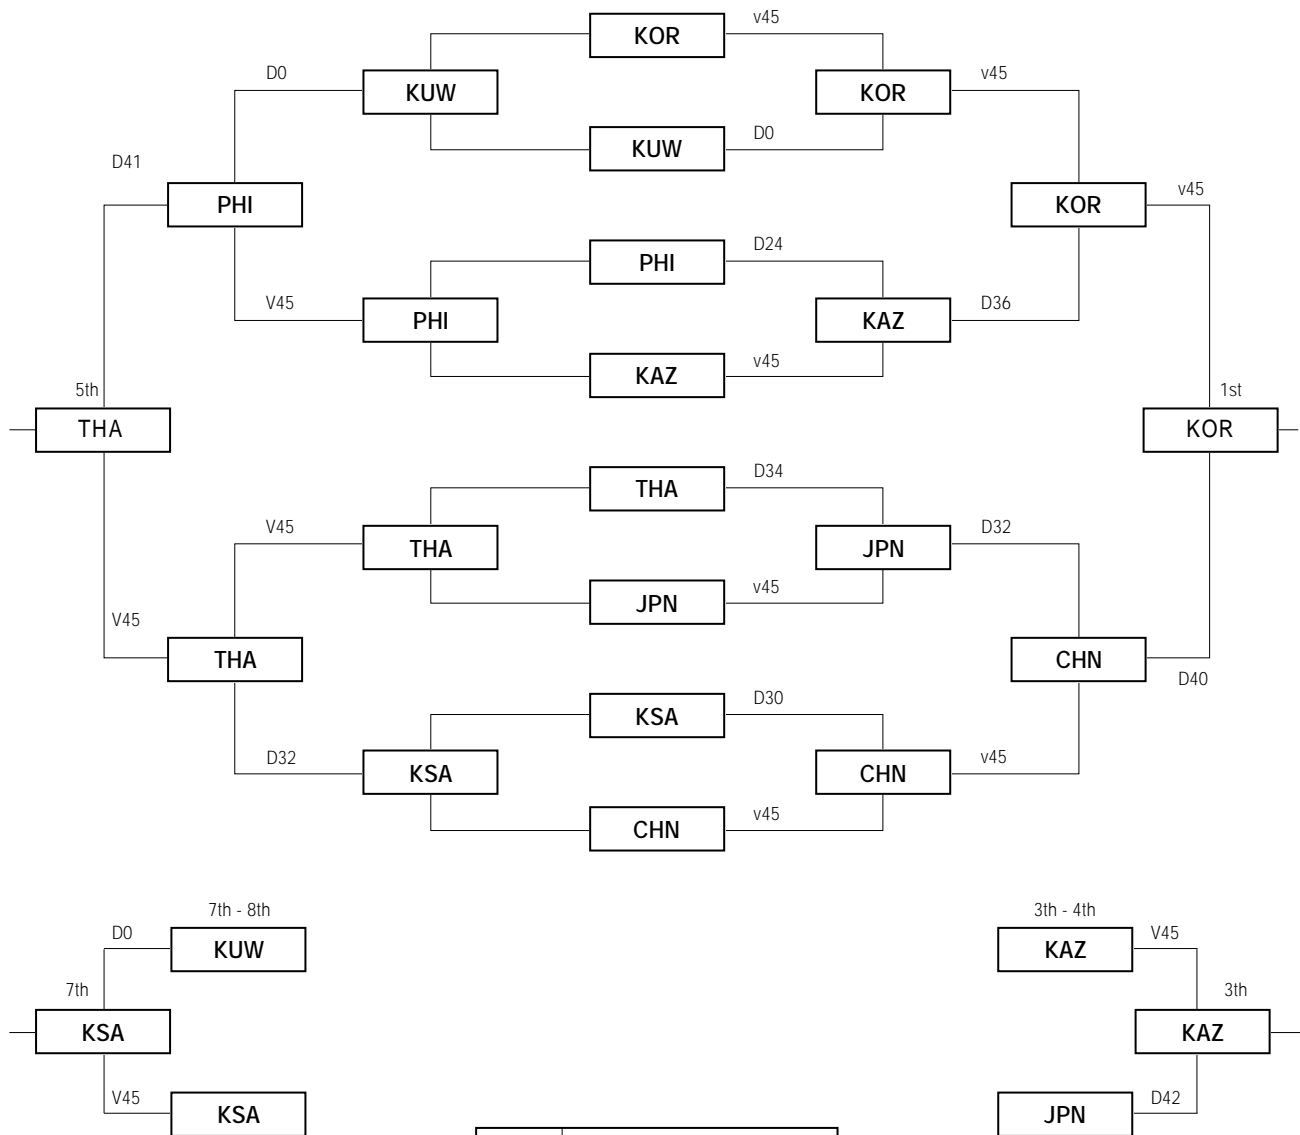 v45
KOR
D0
v45
KUW
KOR
D0
KUW
D41
v45
PHI
KOR
D24
PHI
V45
D36
PHI
KAZ
v45
KAZ
5th
1st
THA
KOR
D34
THA
V45
D32
THA
JPN
v45
JPN
V45
THA
CHN
D40
D30
KSA
D32
v45
KSA
CHN
v45
CHN
7th - 8th
3th - 4th
D0
KUW
KAZ
V45
7th
3th
KSA
KAZ
V45
KSA
JPN
D42